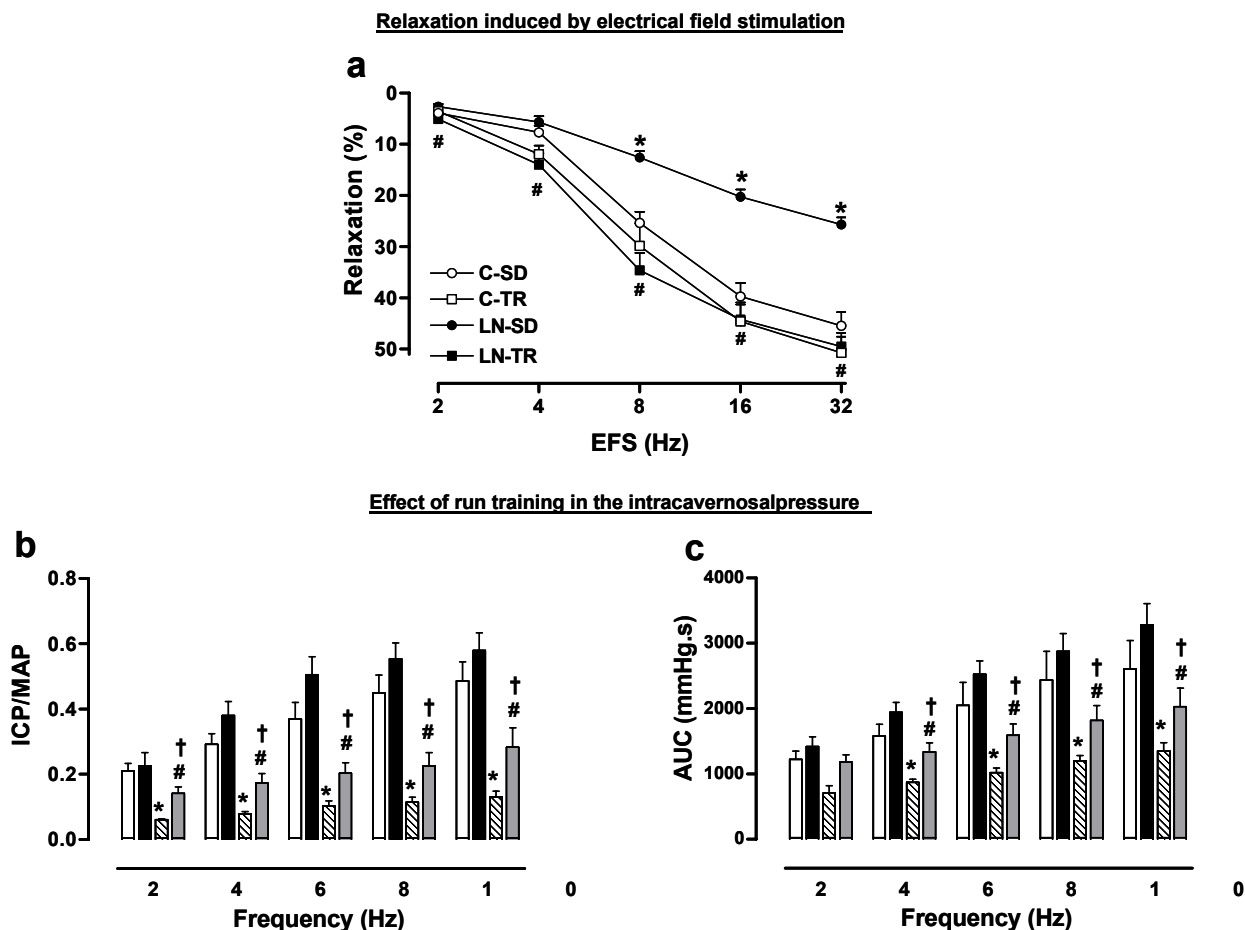 Relaxation induced by electrical field stimulation
a
Relaxation (%)
0
10
20
30
40
50
* * *
# # # # #
C-SD
C-TR
LN-SD
LN-TR
2 4 8 16 32
EFS (Hz)
Effect of run training in the intracavernosalpressure
b
ICP/MAP
0.8
0.6
0.4
0.2
0.0
† † † † †
# # # # #
* * * * *
2 4 6 8 1 0
Frequency (Hz)
c
AUC (mmHg.s)
4000
3000
2000
1000
0
† † † †
# # # #
* * * *
2 4 6 8 1 0
Frequency (Hz)